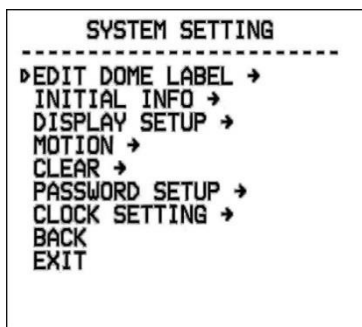 SYSTEM SETTING
------------------------
▷EDIT DOME LABEL →
INITIAL INFO →
DISPLAY SETUP →
MOTION →
CLEAR →
PASSWORD SETUP →
CLOCK SETTING →
BACK
EXIT